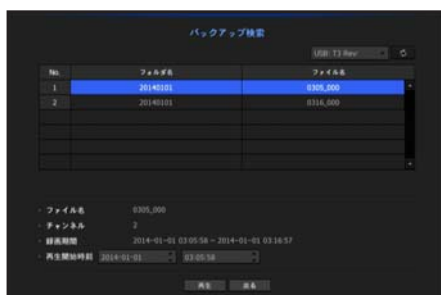 バックアップ検索
USB: T3 Rev
No. フォルダ名 ファイル名
1 20140101 0305_000
2 20140101 0316_000
ファイル名 0305_000
チャンネル 2
録画期間 2014-01-01 03:05:58 ~ 2014-01-01 03:16:57
再生開始時刻 2014-01-01 03:05:58
再生 戻る